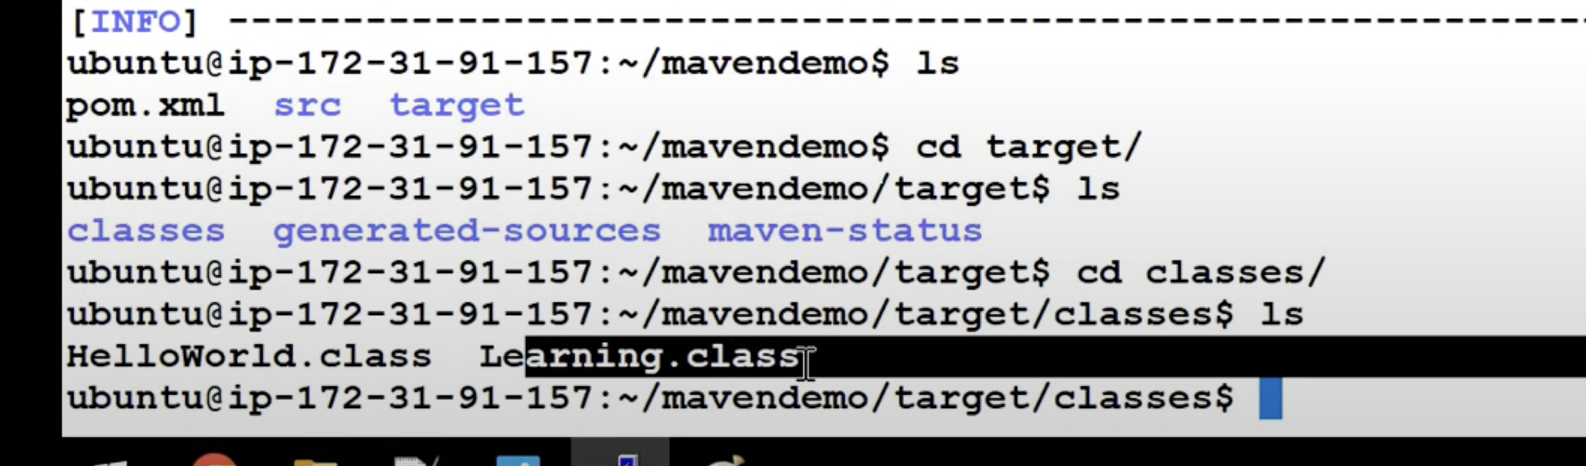 [INFO] ------------------------------------------------------------------------
ubuntu@ip-172-31-91-157:~/mavendemo$ ls
pom.xml  src  target
ubuntu@ip-172-31-91-157:~/mavendemo$ cd target/
ubuntu@ip-172-31-91-157:~/mavendemo/target$ ls
classes  generated-sources  maven-status
ubuntu@ip-172-31-91-157:~/mavendemo/target$ cd classes/
ubuntu@ip-172-31-91-157:~/mavendemo/target/classes$ ls
HelloWorld.class  Learning.class
ubuntu@ip-172-31-91-157:~/mavendemo/target/classes$